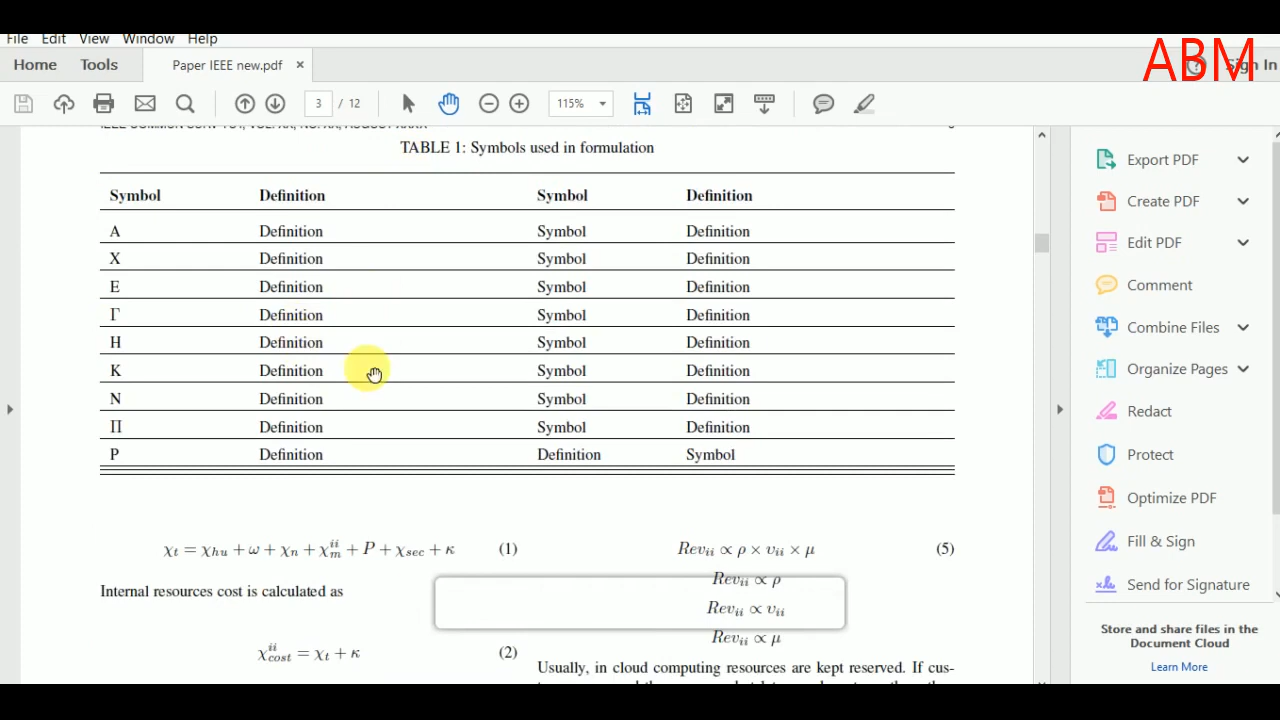 File Edit View Window Help
ABM
Home Tools Paper IEEE new.pdf × Sign In
3 / 12 115%
TABLE 1: Symbols used in formulation
Symbol Definition Symbol Definition
A Definition Symbol Definition
X Definition Symbol Definition
E Definition Symbol Definition
Γ Definition Symbol Definition
H Definition Symbol Definition
K Definition Symbol Definition
N Definition Symbol Definition
Π Definition Symbol Definition
P Definition Definition Symbol
χt = χhu + ω + χn + χm^ii + P + χsec + κ (1)
Internal resources cost is calculated as
χcost^ii = χt + κ (2)
Revii ∝ ρ × υii × μ (5)
Revii ∝ ρ
Revii ∝ υii
Revii ∝ μ
Usually, in cloud computing resources are kept reserved. If cus-
Export PDF
Create PDF
Edit PDF
Comment
Combine Files
Organize Pages
Redact
Protect
Optimize PDF
Fill & Sign
Send for Signature
Store and share files in the
Document Cloud
Learn More